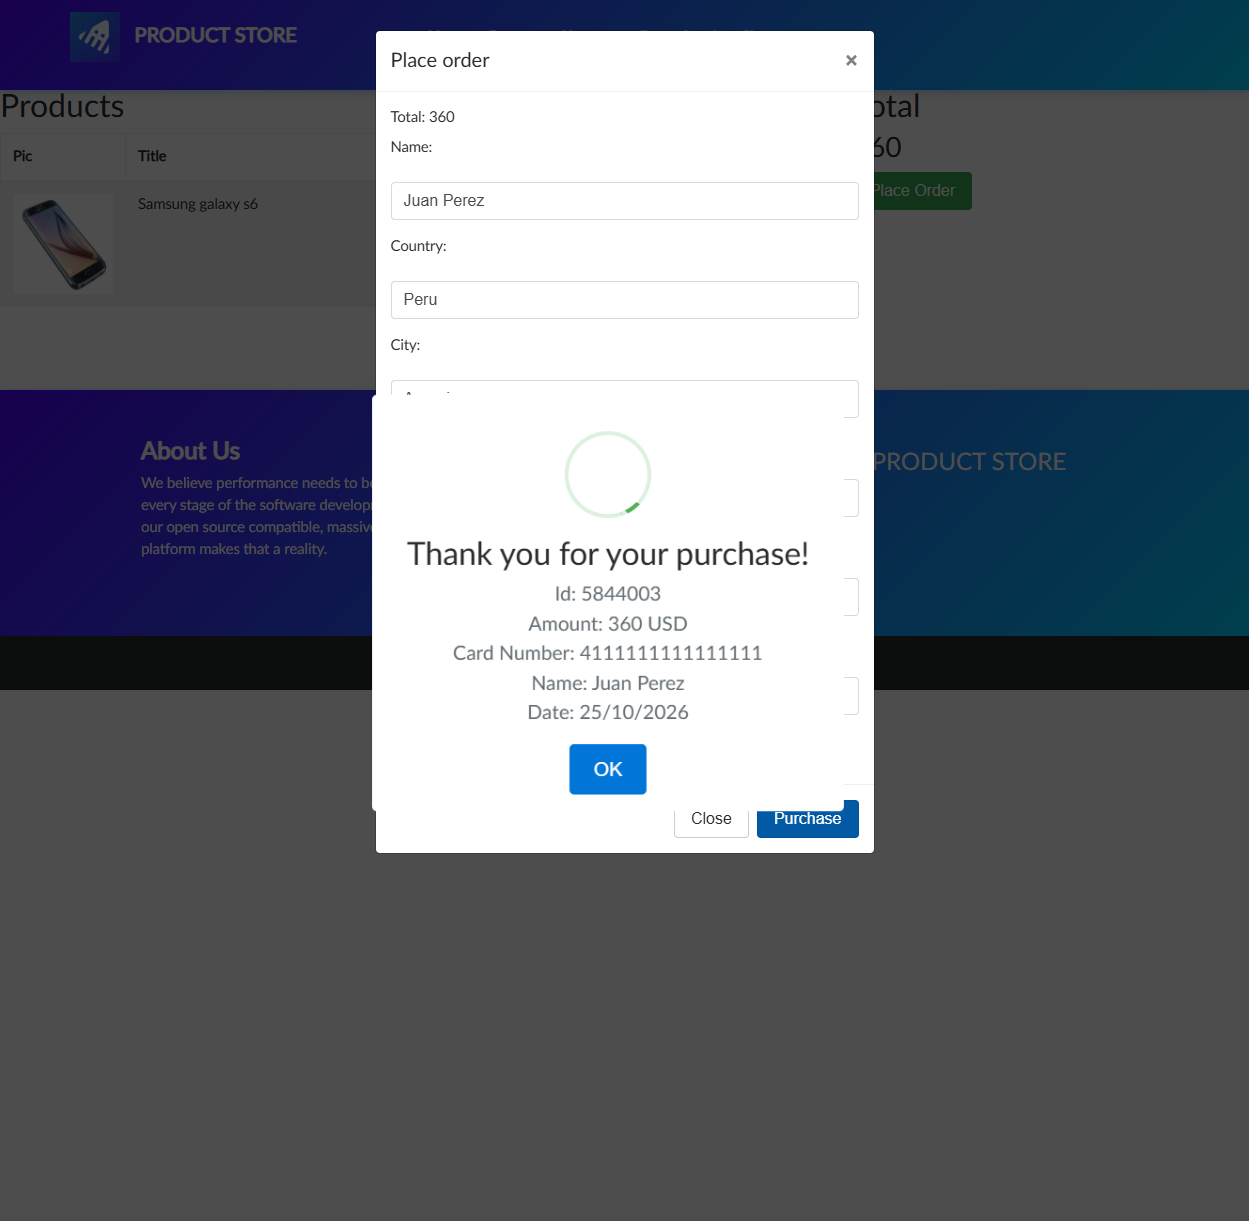 PRODUCT STORE
Place order
×
Products
Pic
Title
Samsung galaxy s6
Total: 360
Name:
Juan Perez
Country:
Peru
City:
Place Order
About Us
We believe performance needs to be
every stage of the software develop
our open source compatible, massive
platform makes that a reality.
PRODUCT STORE
Thank you for your purchase!
Id: 5844003
Amount: 360 USD
Card Number: 4111111111111111
Name: Juan Perez
Date: 25/10/2026
OK
Close
Purchase